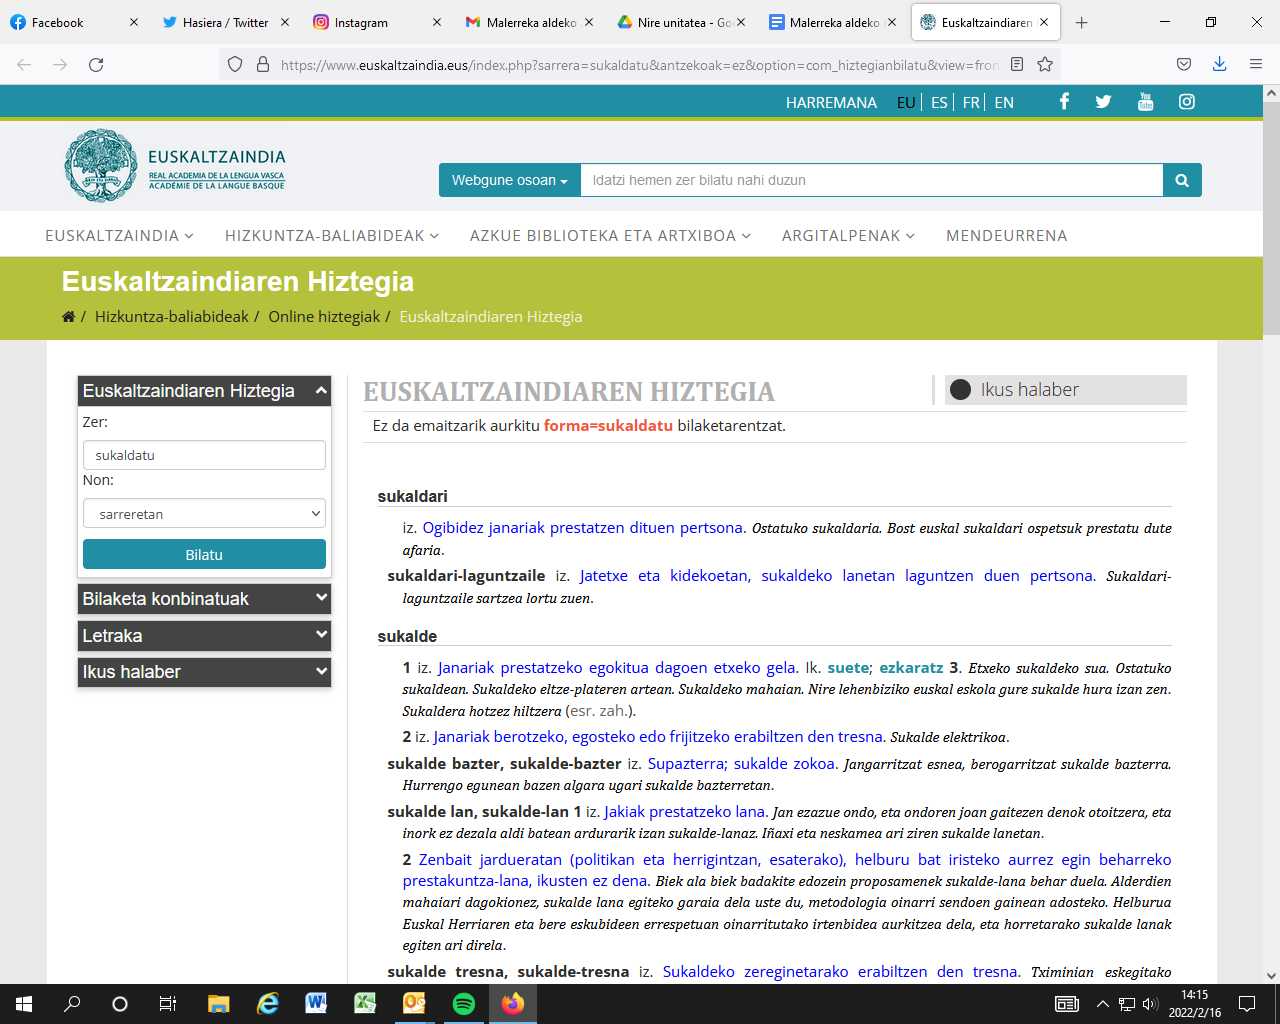 Facebook
Hasiera / Twitter
Instagram
Malerreka aldeko
Nire unitatea - Goo
Malerreka aldeko
Euskaltzaindiaren
https://www.euskaltzaindia.eus/index.php?sarrera=sukaldatu&antzekoak=ez&option=com_hiztegianbilatu&view=fron
HARREMANA EU ES FR EN
EUSKALTZAINDIA
REAL ACADEMIA DE LA LENGUA VASCA
ACADÉMIE DE LA LANGUE BASQUE
Webgune osoan
Idatzi hemen zer bilatu nahi duzun
EUSKALTZAINDIA HIZKUNTZA-BALIABIDEAK AZKUE BIBLIOTEKA ETA ARTXIBOA ARGITALPENAK MENDEURRENA
Euskaltzaindiaren Hiztegia
/ Hizkuntza-baliabideak / Online hiztegiak / Euskaltzaindiaren Hiztegia
Euskaltzaindiaren Hiztegia
Zer:
sukaldatu
Non:
sarreretan
Bilatu
Bilaketa konbinatuak
Letraka
Ikus halaber
EUSKALTZAINDIAREN HIZTEGIA
Ikus halaber
Ez da emaitzarik aurkitu forma=sukaldatu bilaketarentzat.
sukaldari
iz. Ogibidez janariak prestatzen dituen pertsona. Ostatuko sukaldaria. Bost euskal sukaldari ospetsuk prestatu dute
afaria.
sukaldari-laguntzaile iz. Jatetxe eta kidekoetan, sukaldeko lanetan laguntzen duen pertsona. Sukaldari-
laguntzaile sartzea lortu zuen.
sukalde
1 iz. Janariak prestatzeko egokitua dagoen etxeko gela. Ik. suete; ezkaratz 3. Etxeko sukaldeko sua. Ostatuko
sukaldean. Sukaldeko eltze-plateren artean. Sukaldeko mahaian. Nire lehenbiziko euskal eskola gure sukalde hura izan zen.
Sukaldera hotzez hiltzera (esr. zah.).
2 iz. Janariak berotzeko, egosteko edo frijitzeko erabiltzen den tresna. Sukalde elektrikoa.
sukalde bazter, sukalde-bazter iz. Supazterra; sukalde zokoa. Jangarritzat esnea, berogarritzat sukalde bazterra.
Hurrengo egunean bazen algara ugari sukalde bazterretan.
sukalde lan, sukalde-lan 1 iz. Jakiak prestatzeko lana. Jan ezazue ondo, eta ondoren joan gaitezen denok otoitzera, eta
inork ez dezala aldi batean ardurarik izan sukalde-lanaz. Iñaxi eta neskamea ari ziren sukalde lanetan.
2 Zenbait jardueratan (politikan eta herrigintzan, esaterako), helburu bat iristeko aurrez egin beharreko
prestakuntza-lana, ikusten ez dena. Biek ala biek badakite edozein proposamenek sukalde-lana behar duela. Alderdien
mahaiari dagokionez, sukalde lana egiteko garaia dela uste du, metodologia oinarri sendoen gainean adosteko. Helburua
Euskal Herriaren eta bere eskubideen errespetuan oinarritutako irtenbidea aurkitzea dela, eta horretarako sukalde lanak
egiten ari direla.
sukalde tresna, sukalde-tresna iz. Sukaldeko zereginetarako erabiltzen den tresna. Tximinian eskegitako
14:15
2022/2/16